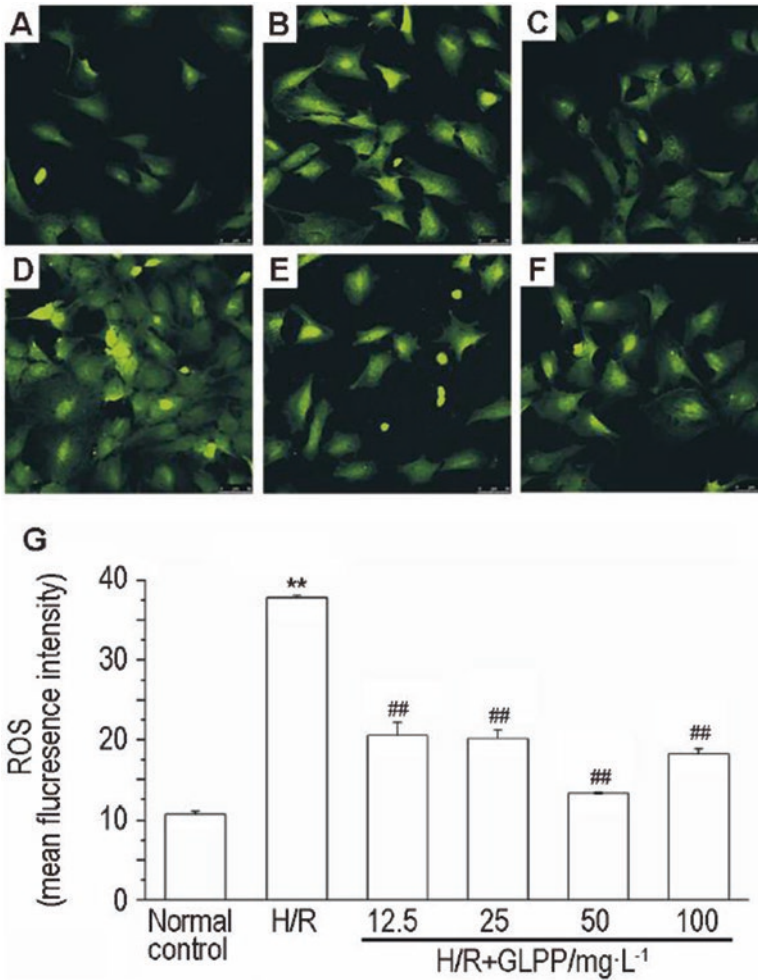 A
B
C
D
E
F
G
ROS
(mean flucresence intensity)
40
30
20
10
0
**
##
##
##
##
Normal control
H/R
12.5
25
50
100
H/R+GLPP/mg·L-1